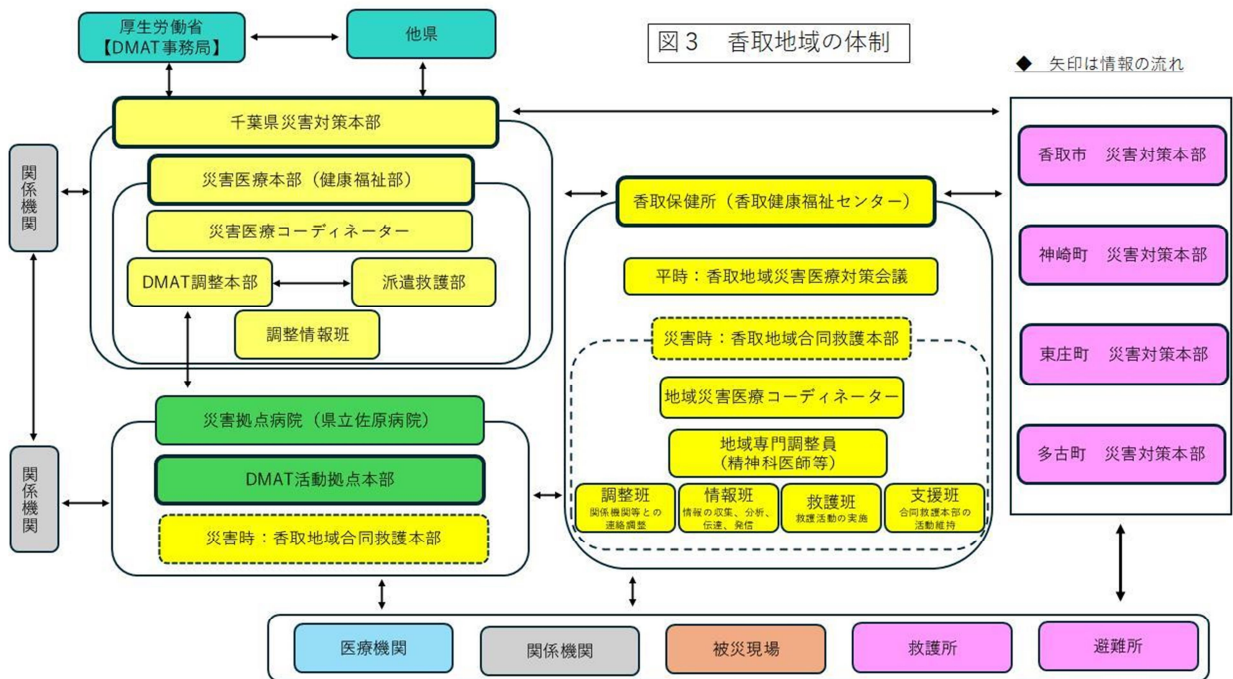 厚生労働省
【DMAT事務局】
他県
図３　香取地域の体制
◆　矢印は情報の流れ
千葉県災害対策本部
関係機関
災害医療本部（健康福祉部）
災害医療コーディネーター
DMAT調整本部
派遣救護部
調整情報班
香取保健所（香取健康福祉センター）
平時：香取地域災害医療対策会議
災害時：香取地域合同救護本部
地域災害医療コーディネーター
地域専門調整員
（精神科医師等）
調整班
関係機関等との
連絡調整
情報班
情報の収集、分析、
伝達、発信
救護班
救護活動の実施
支援班
合同救護本部の
活動維持
香取市　災害対策本部
神崎町　災害対策本部
東庄町　災害対策本部
多古町　災害対策本部
関係機関
災害拠点病院（県立佐原病院）
DMAT活動拠点本部
災害時：香取地域合同救護本部
医療機関
関係機関
被災現場
救護所
避難所